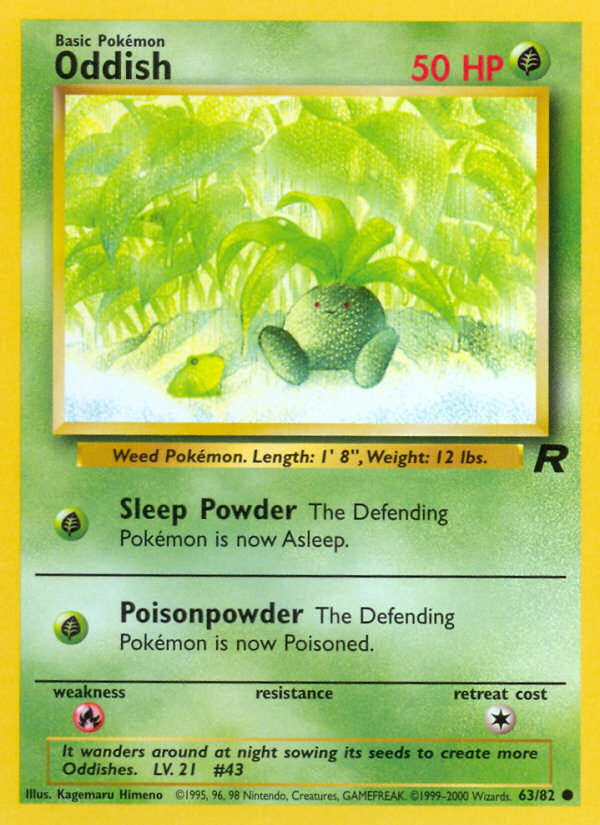 Basic Pokémon
Oddish
50 HP
Weed Pokémon. Length: 1' 8", Weight: 12 lbs.
R
Sleep Powder The Defending
Pokémon is now Asleep.
Poisonpowder The Defending
Pokémon is now Poisoned.
weakness resistance retreat cost
It wanders around at night sowing its seeds to create more
Oddishes. LV. 21 #43
Illus. Kagemaru Himeno ©1995, 96, 98 Nintendo, Creatures, GAMEFREAK. ©1999-2000 Wizards. 63/82